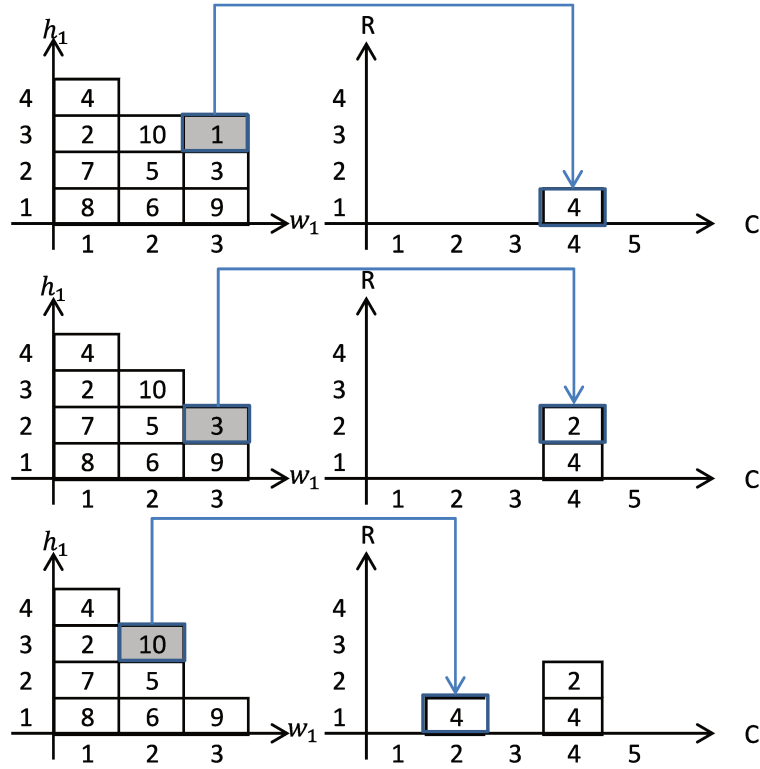 h₁ R
4 4 4
3 2 10 1 3
2 7 5 3 2
1 8 6 9 w₁ 1 4 C
1 2 3 1 2 3 4 5
h₁ R
4 4 4
3 2 10 3
2 7 5 3 2 2
1 8 6 9 w₁ 1 4 C
1 2 3 1 2 3 4 5
h₁ R
4 4 4
3 2 10 3
2 7 5 2 2
1 8 6 9 w₁ 1 4 4 C
1 2 3 1 2 3 4 5